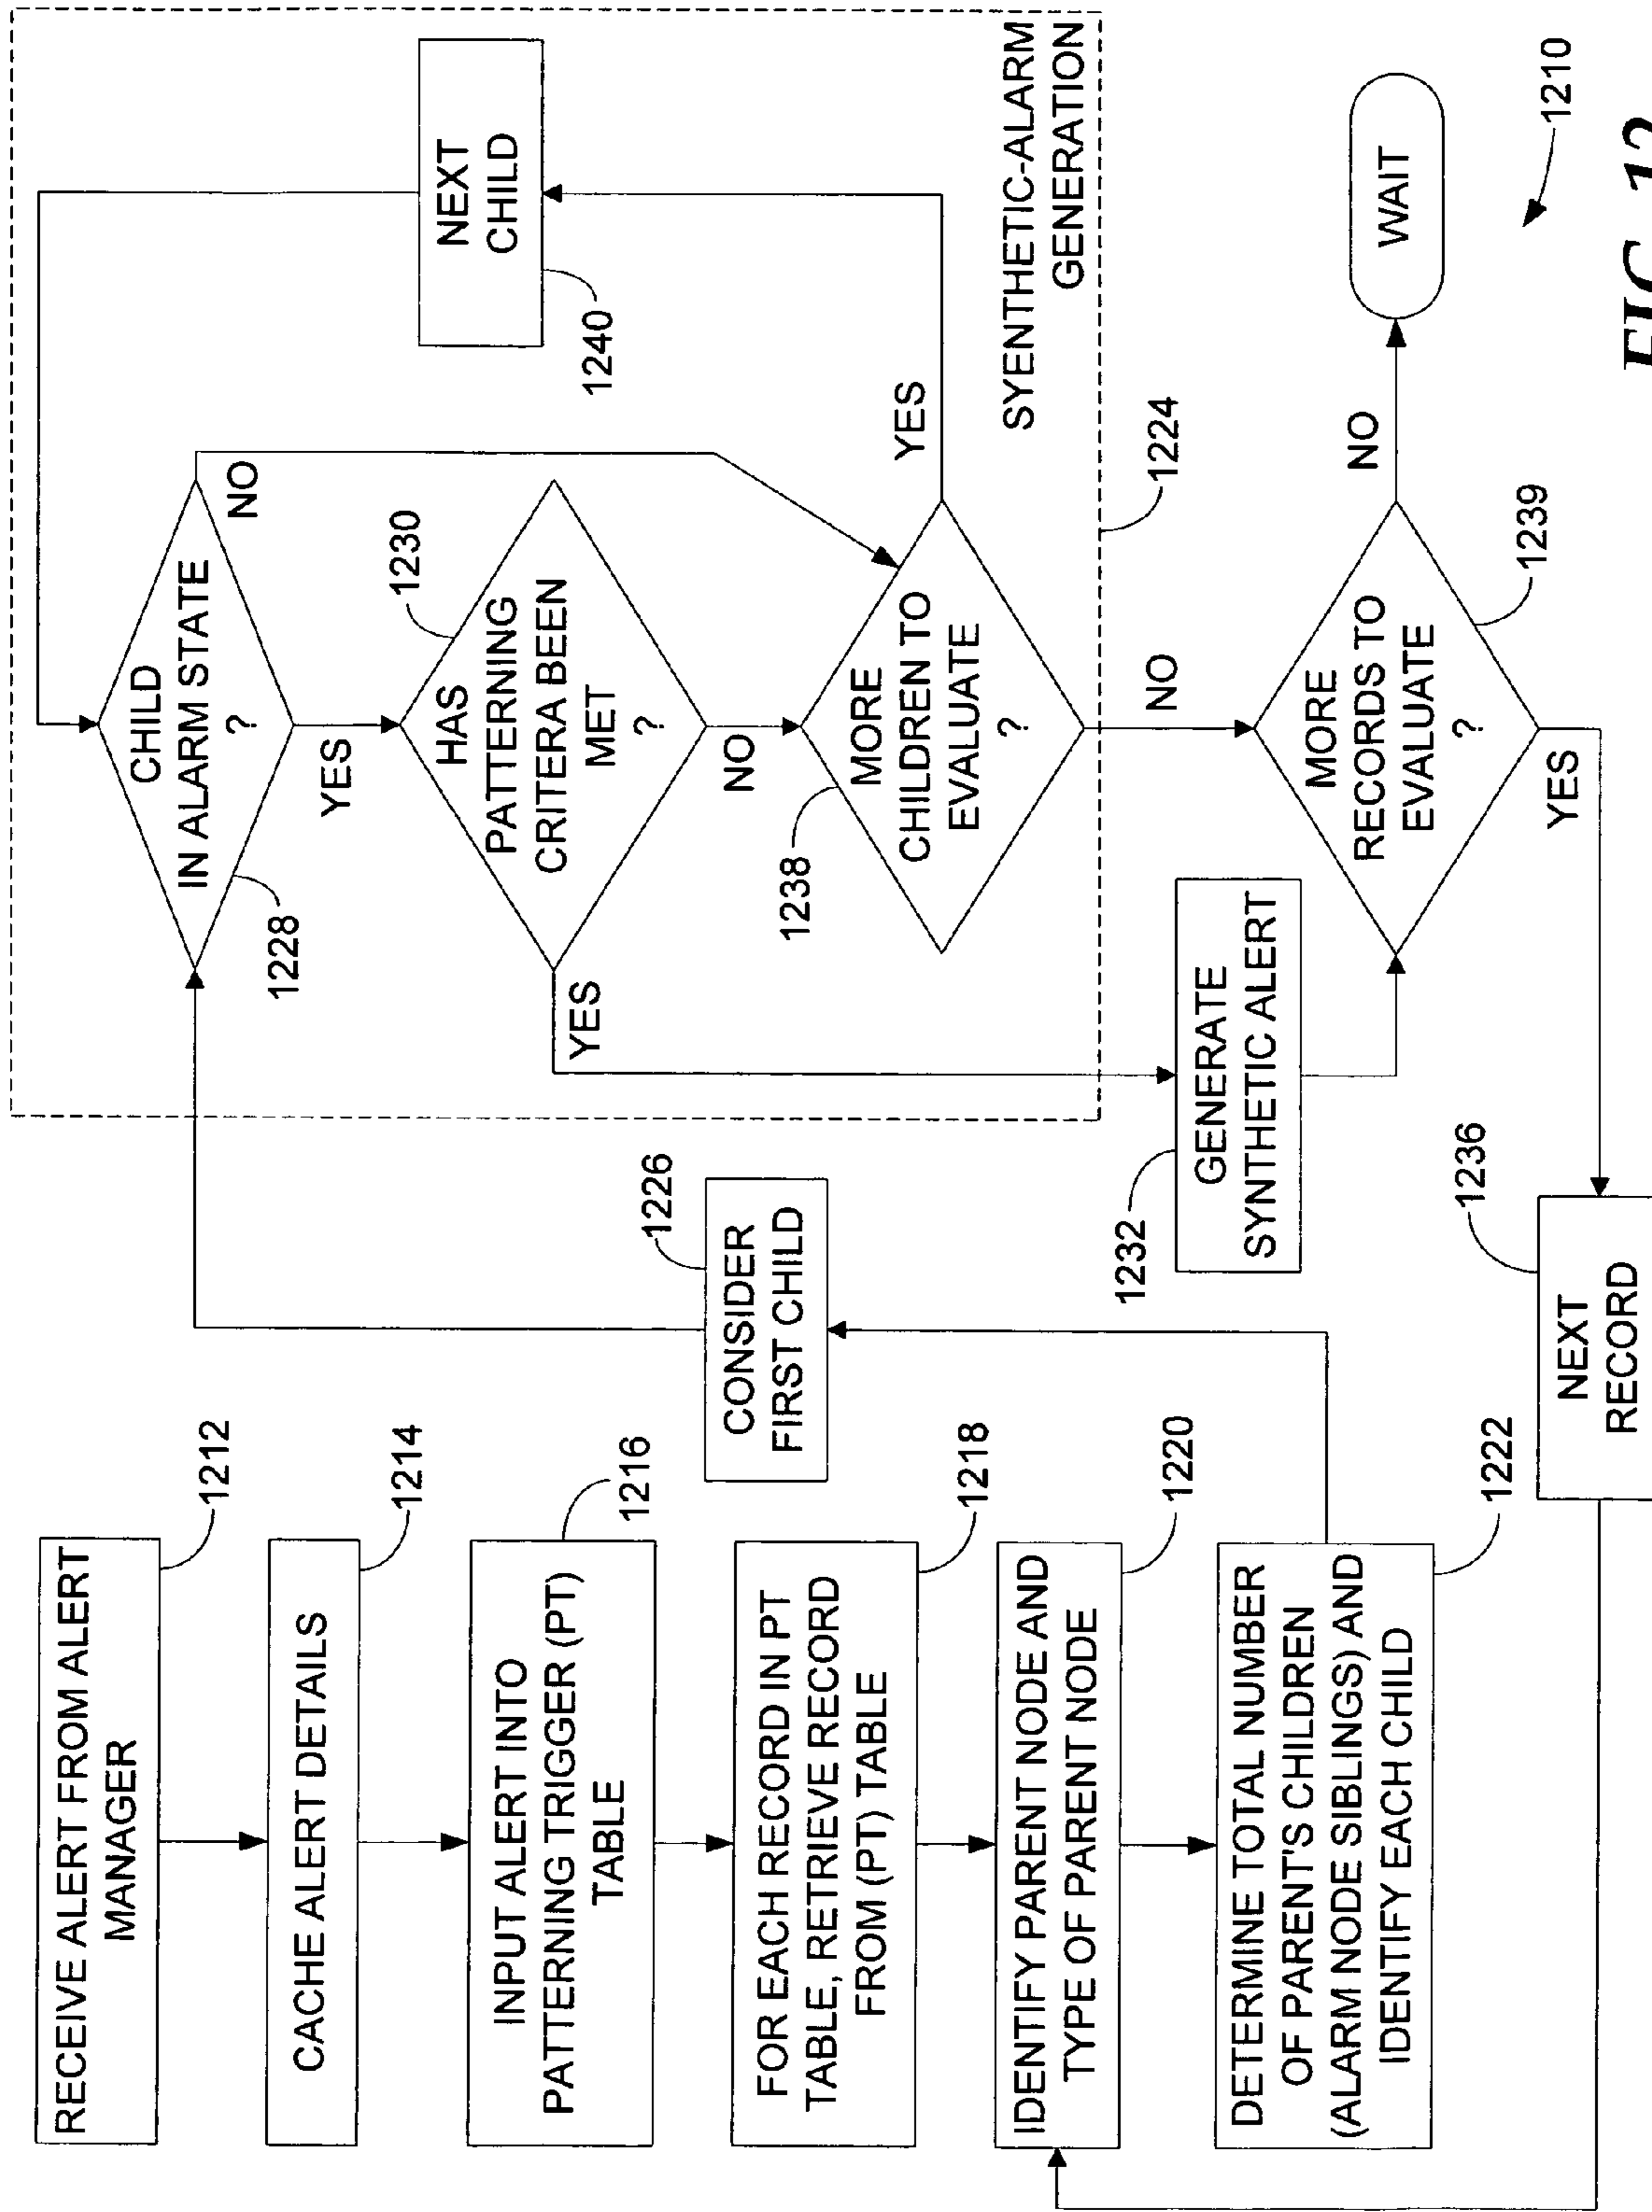 RECEIVE ALERT FROM ALERT
MANAGER
1212
CACHE ALERT DETAILS
1214
INPUT ALERT INTO
PATTERNING TRIGGER (PT)
TABLE
1216
FOR EACH RECORD IN PT
TABLE, RETRIEVE RECORD
FROM (PT) TABLE
1218
IDENTIFY PARENT NODE AND
TYPE OF PARENT NODE
1220
DETERMINE TOTAL NUMBER
OF PARENT'S CHILDREN
(ALARM NODE SIBLINGS) AND
IDENTIFY EACH CHILD
1222
CONSIDER
FIRST CHILD
1226
CHILD
IN ALARM STATE
?
1228
NO
YES
HAS
PATTERNING
CRITERA BEEN
MET
?
1230
YES
NO
MORE
CHILDREN TO
EVALUATE
?
1238
YES
NO
NEXT
CHILD
1240
SYENTHETIC-ALARM
GENERATION
1224
GENERATE
SYNTHETIC ALERT
1232
MORE
RECORDS TO
EVALUATE
?
1239
NO
YES
WAIT
NEXT
RECORD
1236
1210
FIG. 12